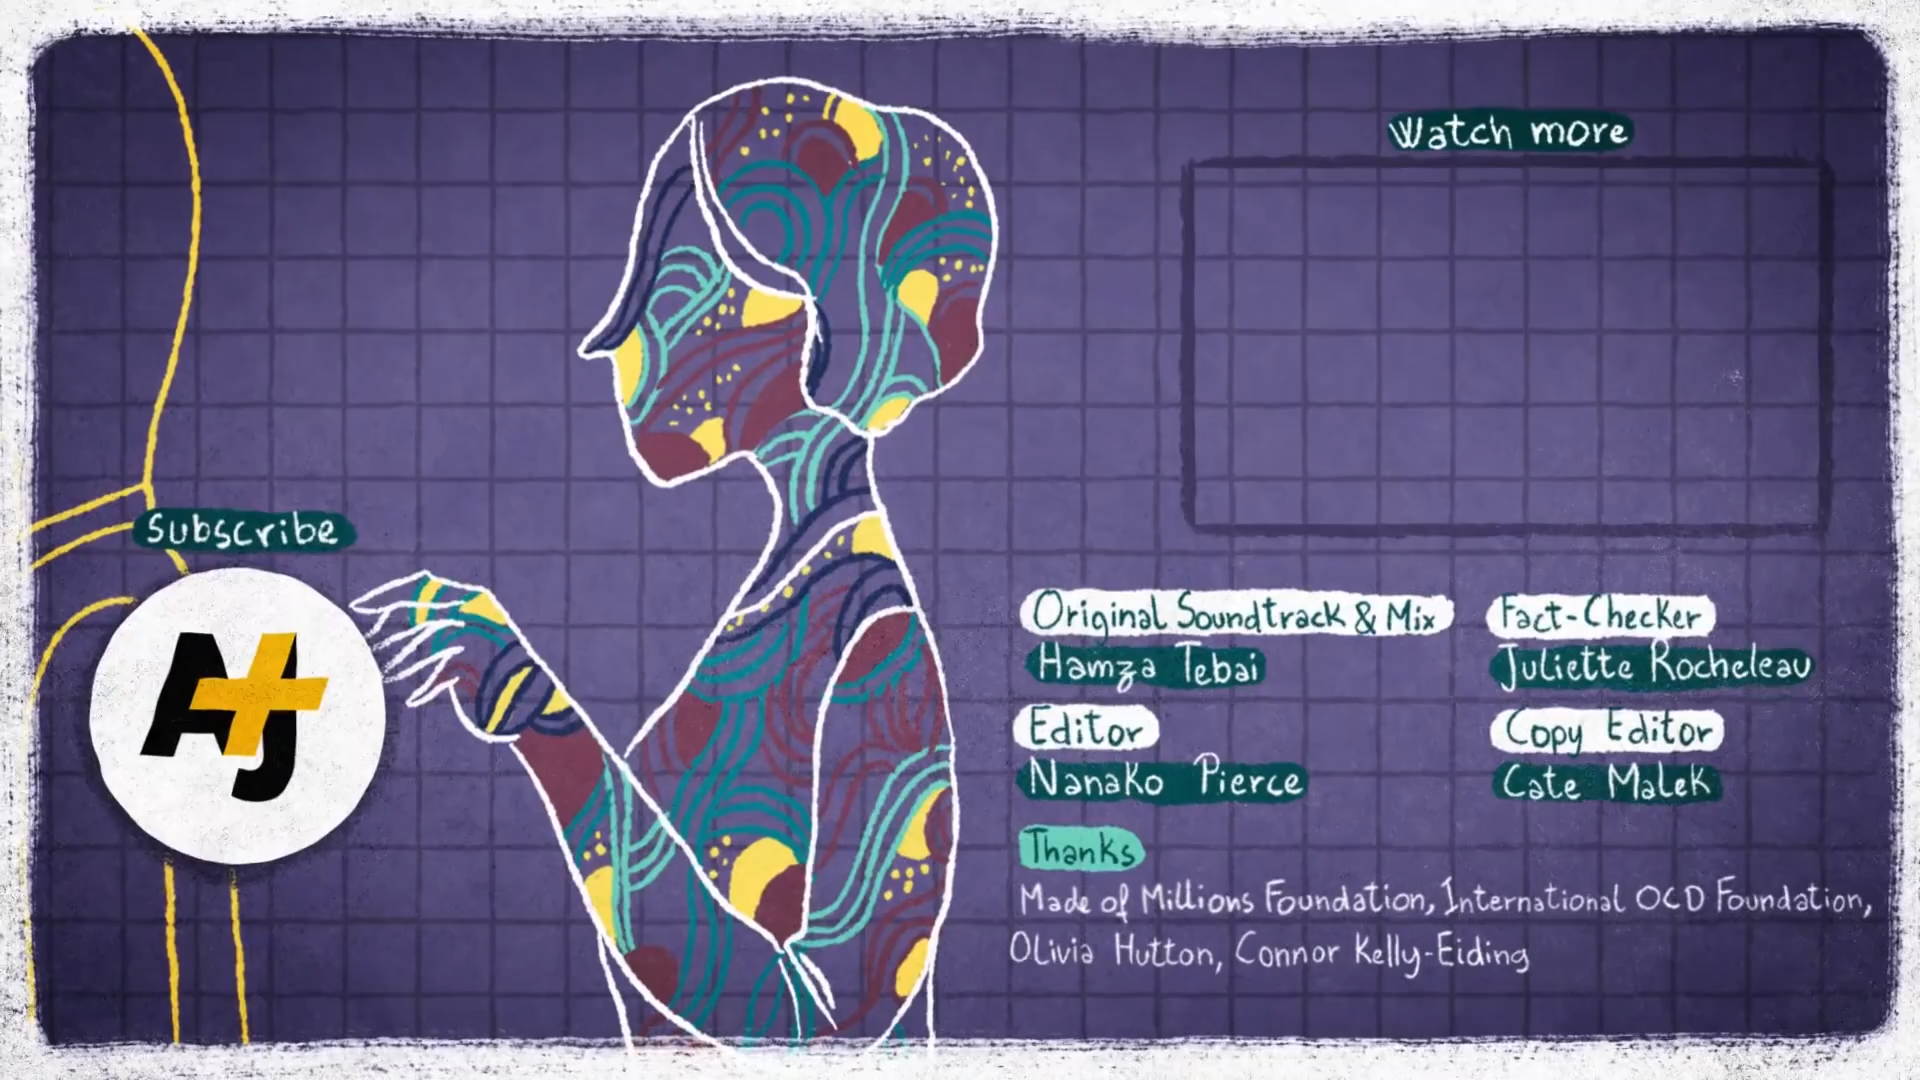 Watch more
Subscribe
AJ+
Original Soundtrack & Mix
Hamza Tebai
Fact-Checker
Juliette Rocheleau
Editor
Nanako Pierce
Copy Editor
Cate Malek
Thanks
Made of Millions Foundation, International OCD Foundation,
Olivia Hutton, Connor Kelly-Eiding